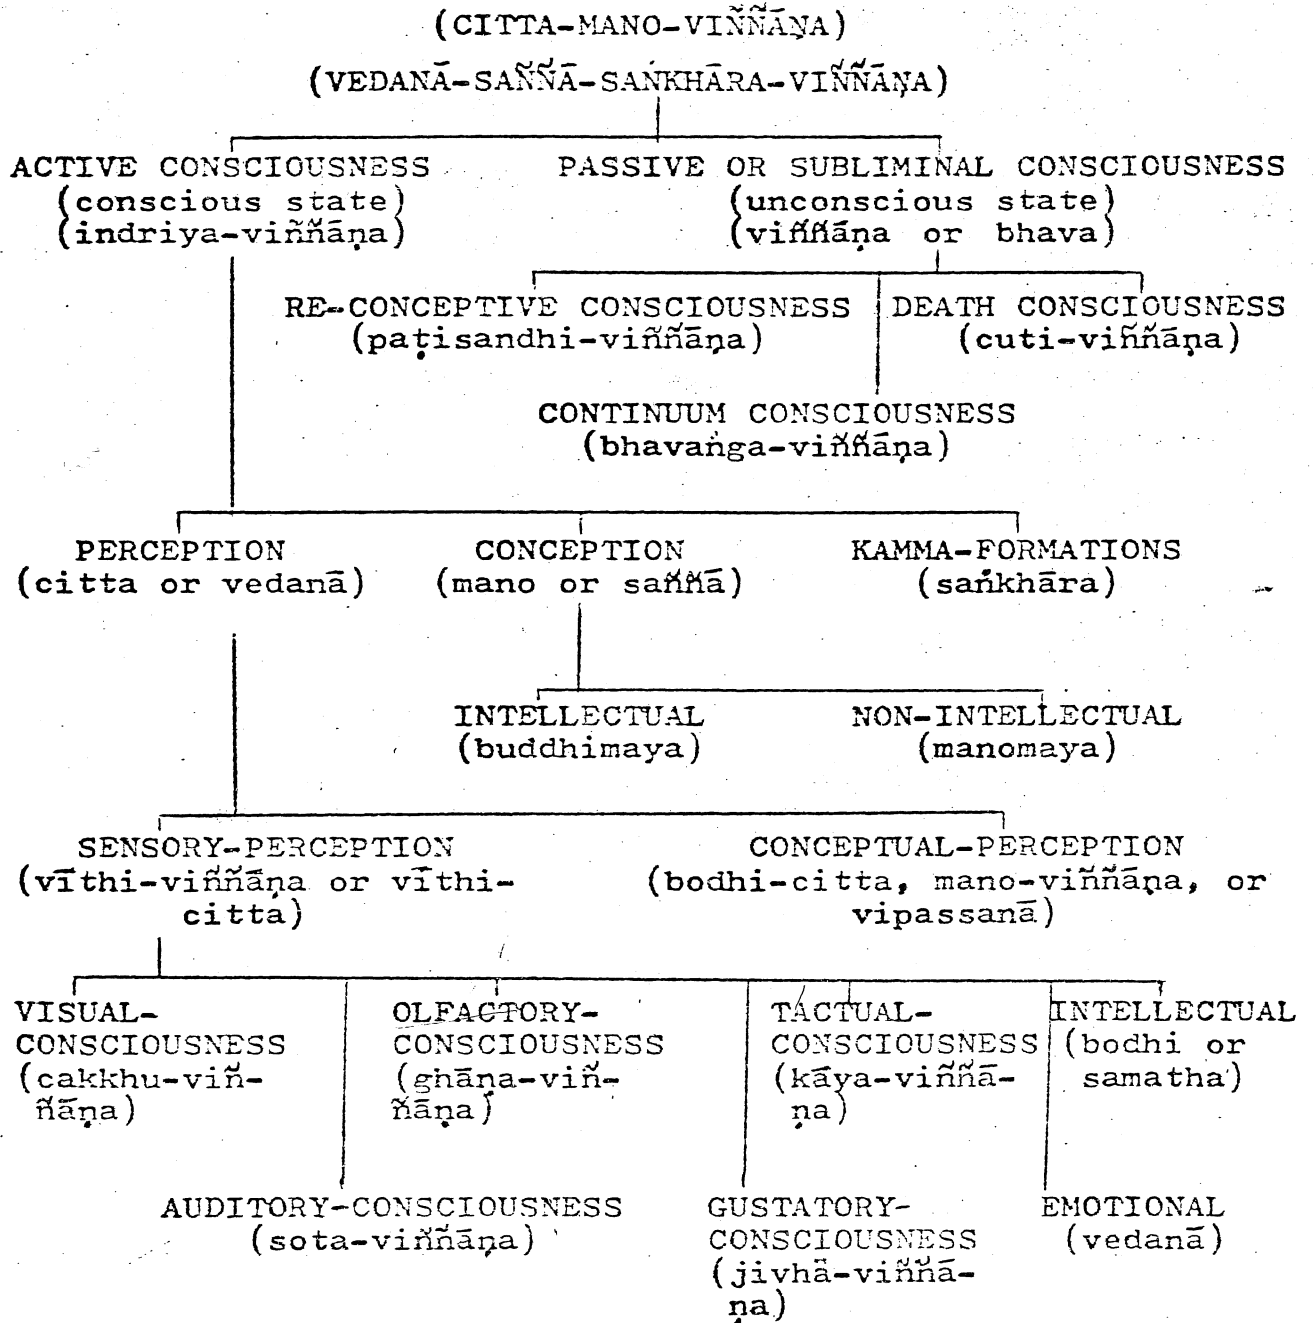 (CITTA-MANO-VIÑÑĀṆA)
(VEDANĀ-SAÑÑĀ-SAṄKHĀRA-VIÑÑĀṆA)
ACTIVE CONSCIOUSNESS
(conscious state)
(indriya-viññāṇa)
PASSIVE OR SUBLIMINAL CONSCIOUSNESS
(unconscious state)
(viññāṇa or bhava)
RE-CONCEPTIVE CONSCIOUSNESS
(paṭisandhi-viññāṇa)
DEATH CONSCIOUSNESS
(cuti-viññāṇa)
CONTINUUM CONSCIOUSNESS
(bhavaṅga-viññāṇa)
PERCEPTION
(citta or vedanā)
CONCEPTION
(mano or saññā)
KAMMA-FORMATIONS
(saṅkhāra)
INTELLECTUAL
(buddhimaya)
NON-INTELLECTUAL
(manomaya)
SENSORY-PERCEPTION
(vīthi-viññāṇa or vīthi-
citta)
CONCEPTUAL-PERCEPTION
(bodhi-citta, mano-viññāṇa, or
vipassanā)
VISUAL-
CONSCIOUSNESS
(cakkhu-viñ-
ñāṇa)
OLFACTORY-
CONSCIOUSNESS
(ghāṇa-viñ-
ñāṇa)
TACTUAL-
CONSCIOUSNESS
(kāya-viññā-
ṇa)
INTELLECTUAL
(bodhi or
samatha)
AUDITORY-CONSCIOUSNESS
(sota-viññāṇa)
GUSTATORY-
CONSCIOUSNESS
(jivhā-viññā-
ṇa)
EMOTIONAL
(vedanā)